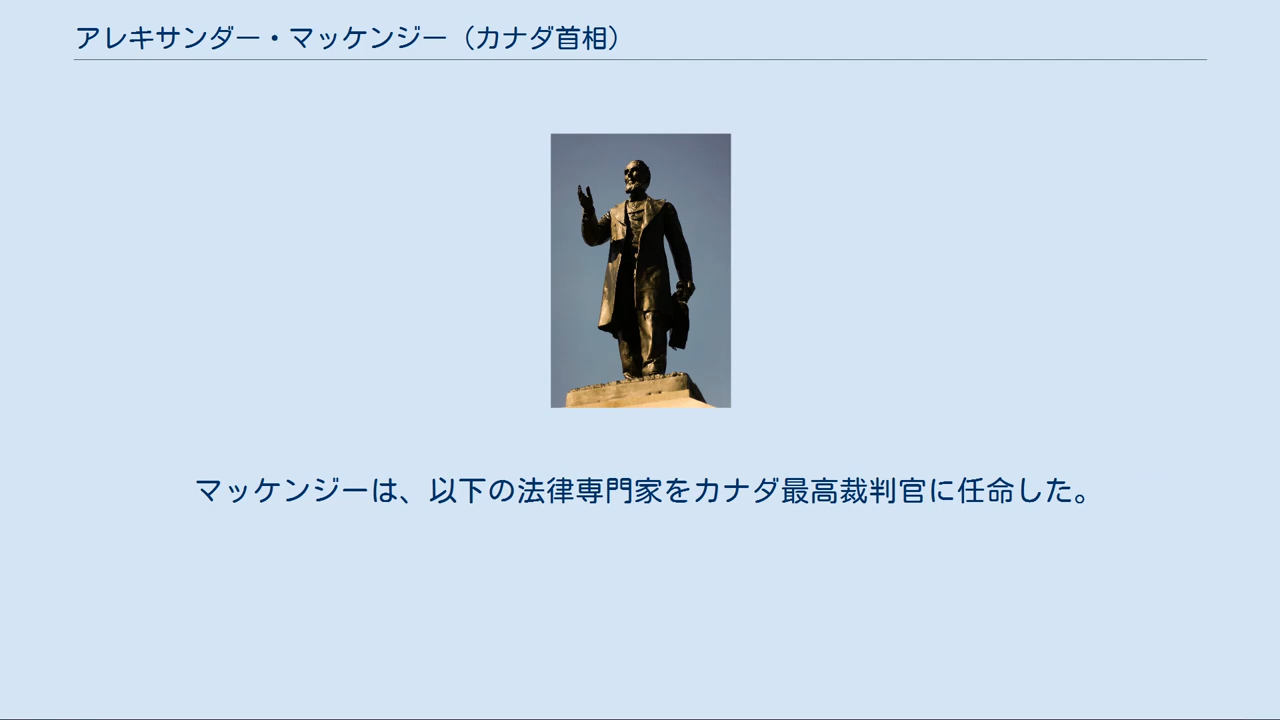 アレキサンダー・マッケンジー（カナダ首相）
マッケンジーは、以下の法律専門家をカナダ最高裁判官に任命した。